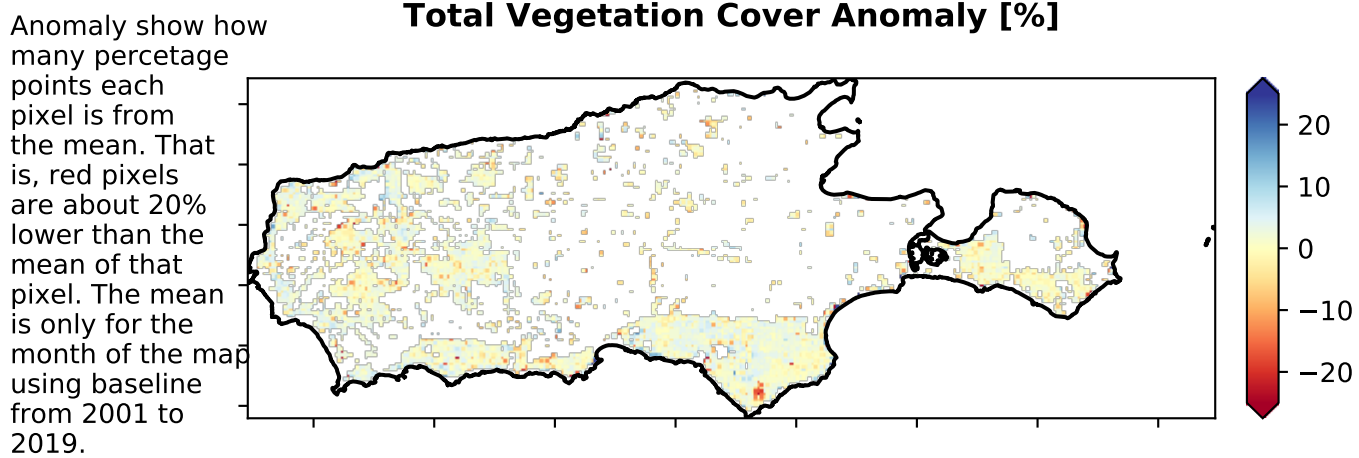 Total Vegetation Cover Anomaly [%]
Anomaly show how
many percetage
points each
pixel is from
the mean. That
is, red pixels
are about 20%
lower than the
mean of that
pixel. The mean
is only for the
month of the map
using baseline
from 2001 to
2019.
20
10
0
−10
−20